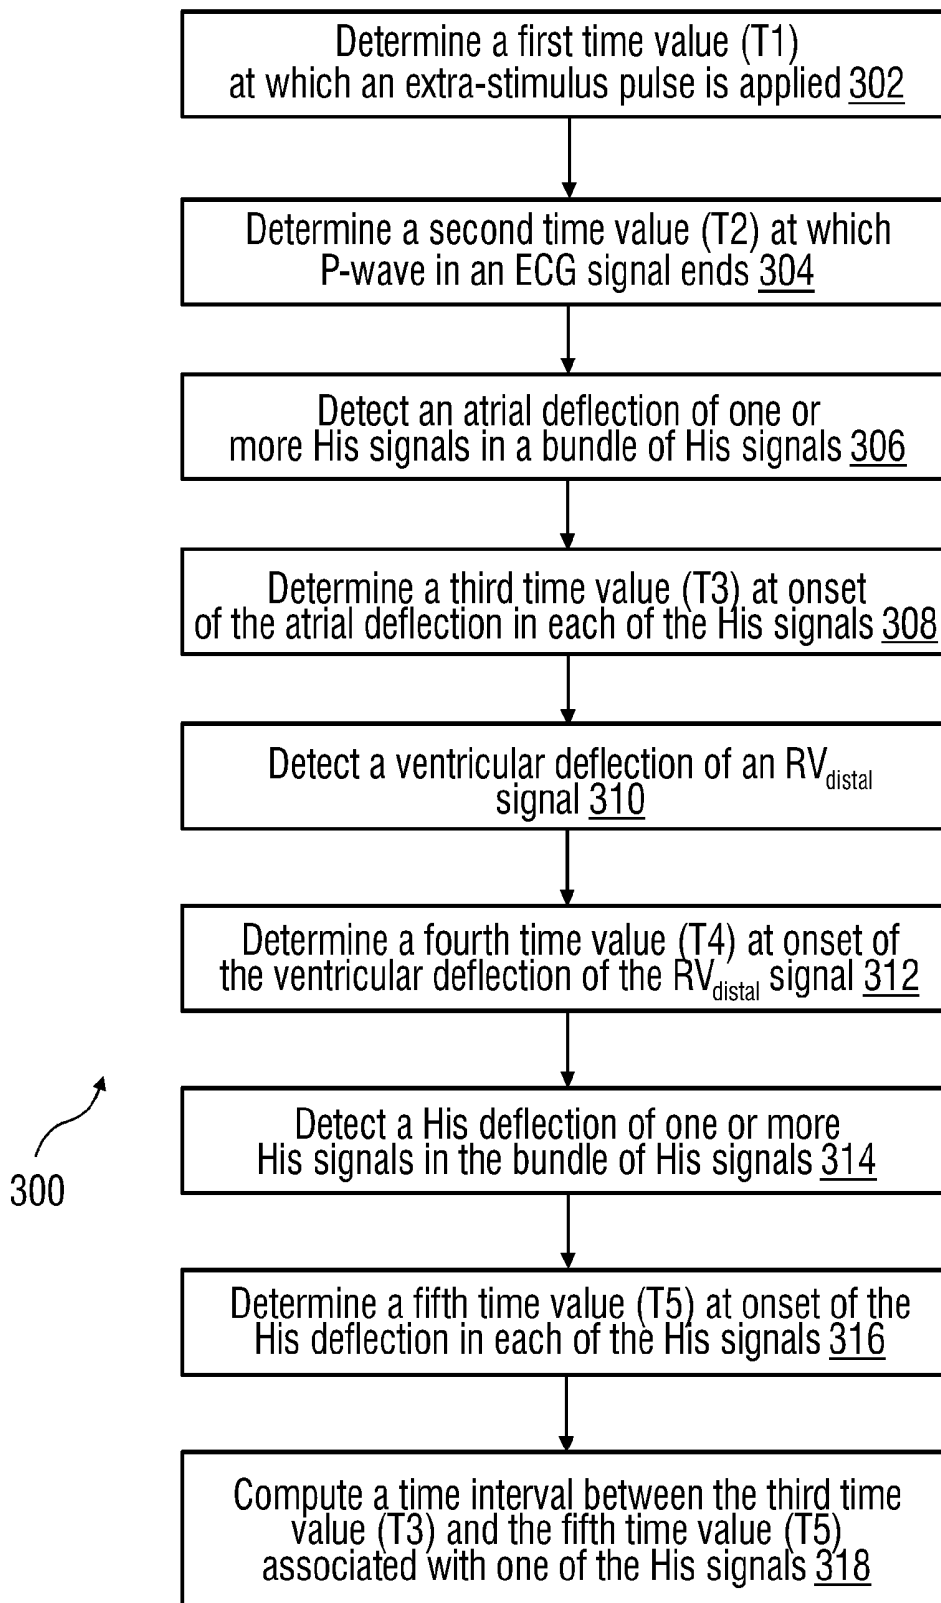 Determine a first time value (T1)
at which an extra-stimulus pulse is applied 302
Determine a second time value (T2) at which
P-wave in an ECG signal ends 304
Detect an atrial deflection of one or
more His signals in a bundle of His signals 306
Determine a third time value (T3) at onset
of the atrial deflection in each of the His signals 308
Detect a ventricular deflection of an RVdistal
signal 310
Determine a fourth time value (T4) at onset of
the ventricular deflection of the RVdistal signal 312
Detect a His deflection of one or more
His signals in the bundle of His signals 314
300
Determine a fifth time value (T5) at onset of the
His deflection in each of the His signals 316
Compute a time interval between the third time
value (T3) and the fifth time value (T5)
associated with one of the His signals 318